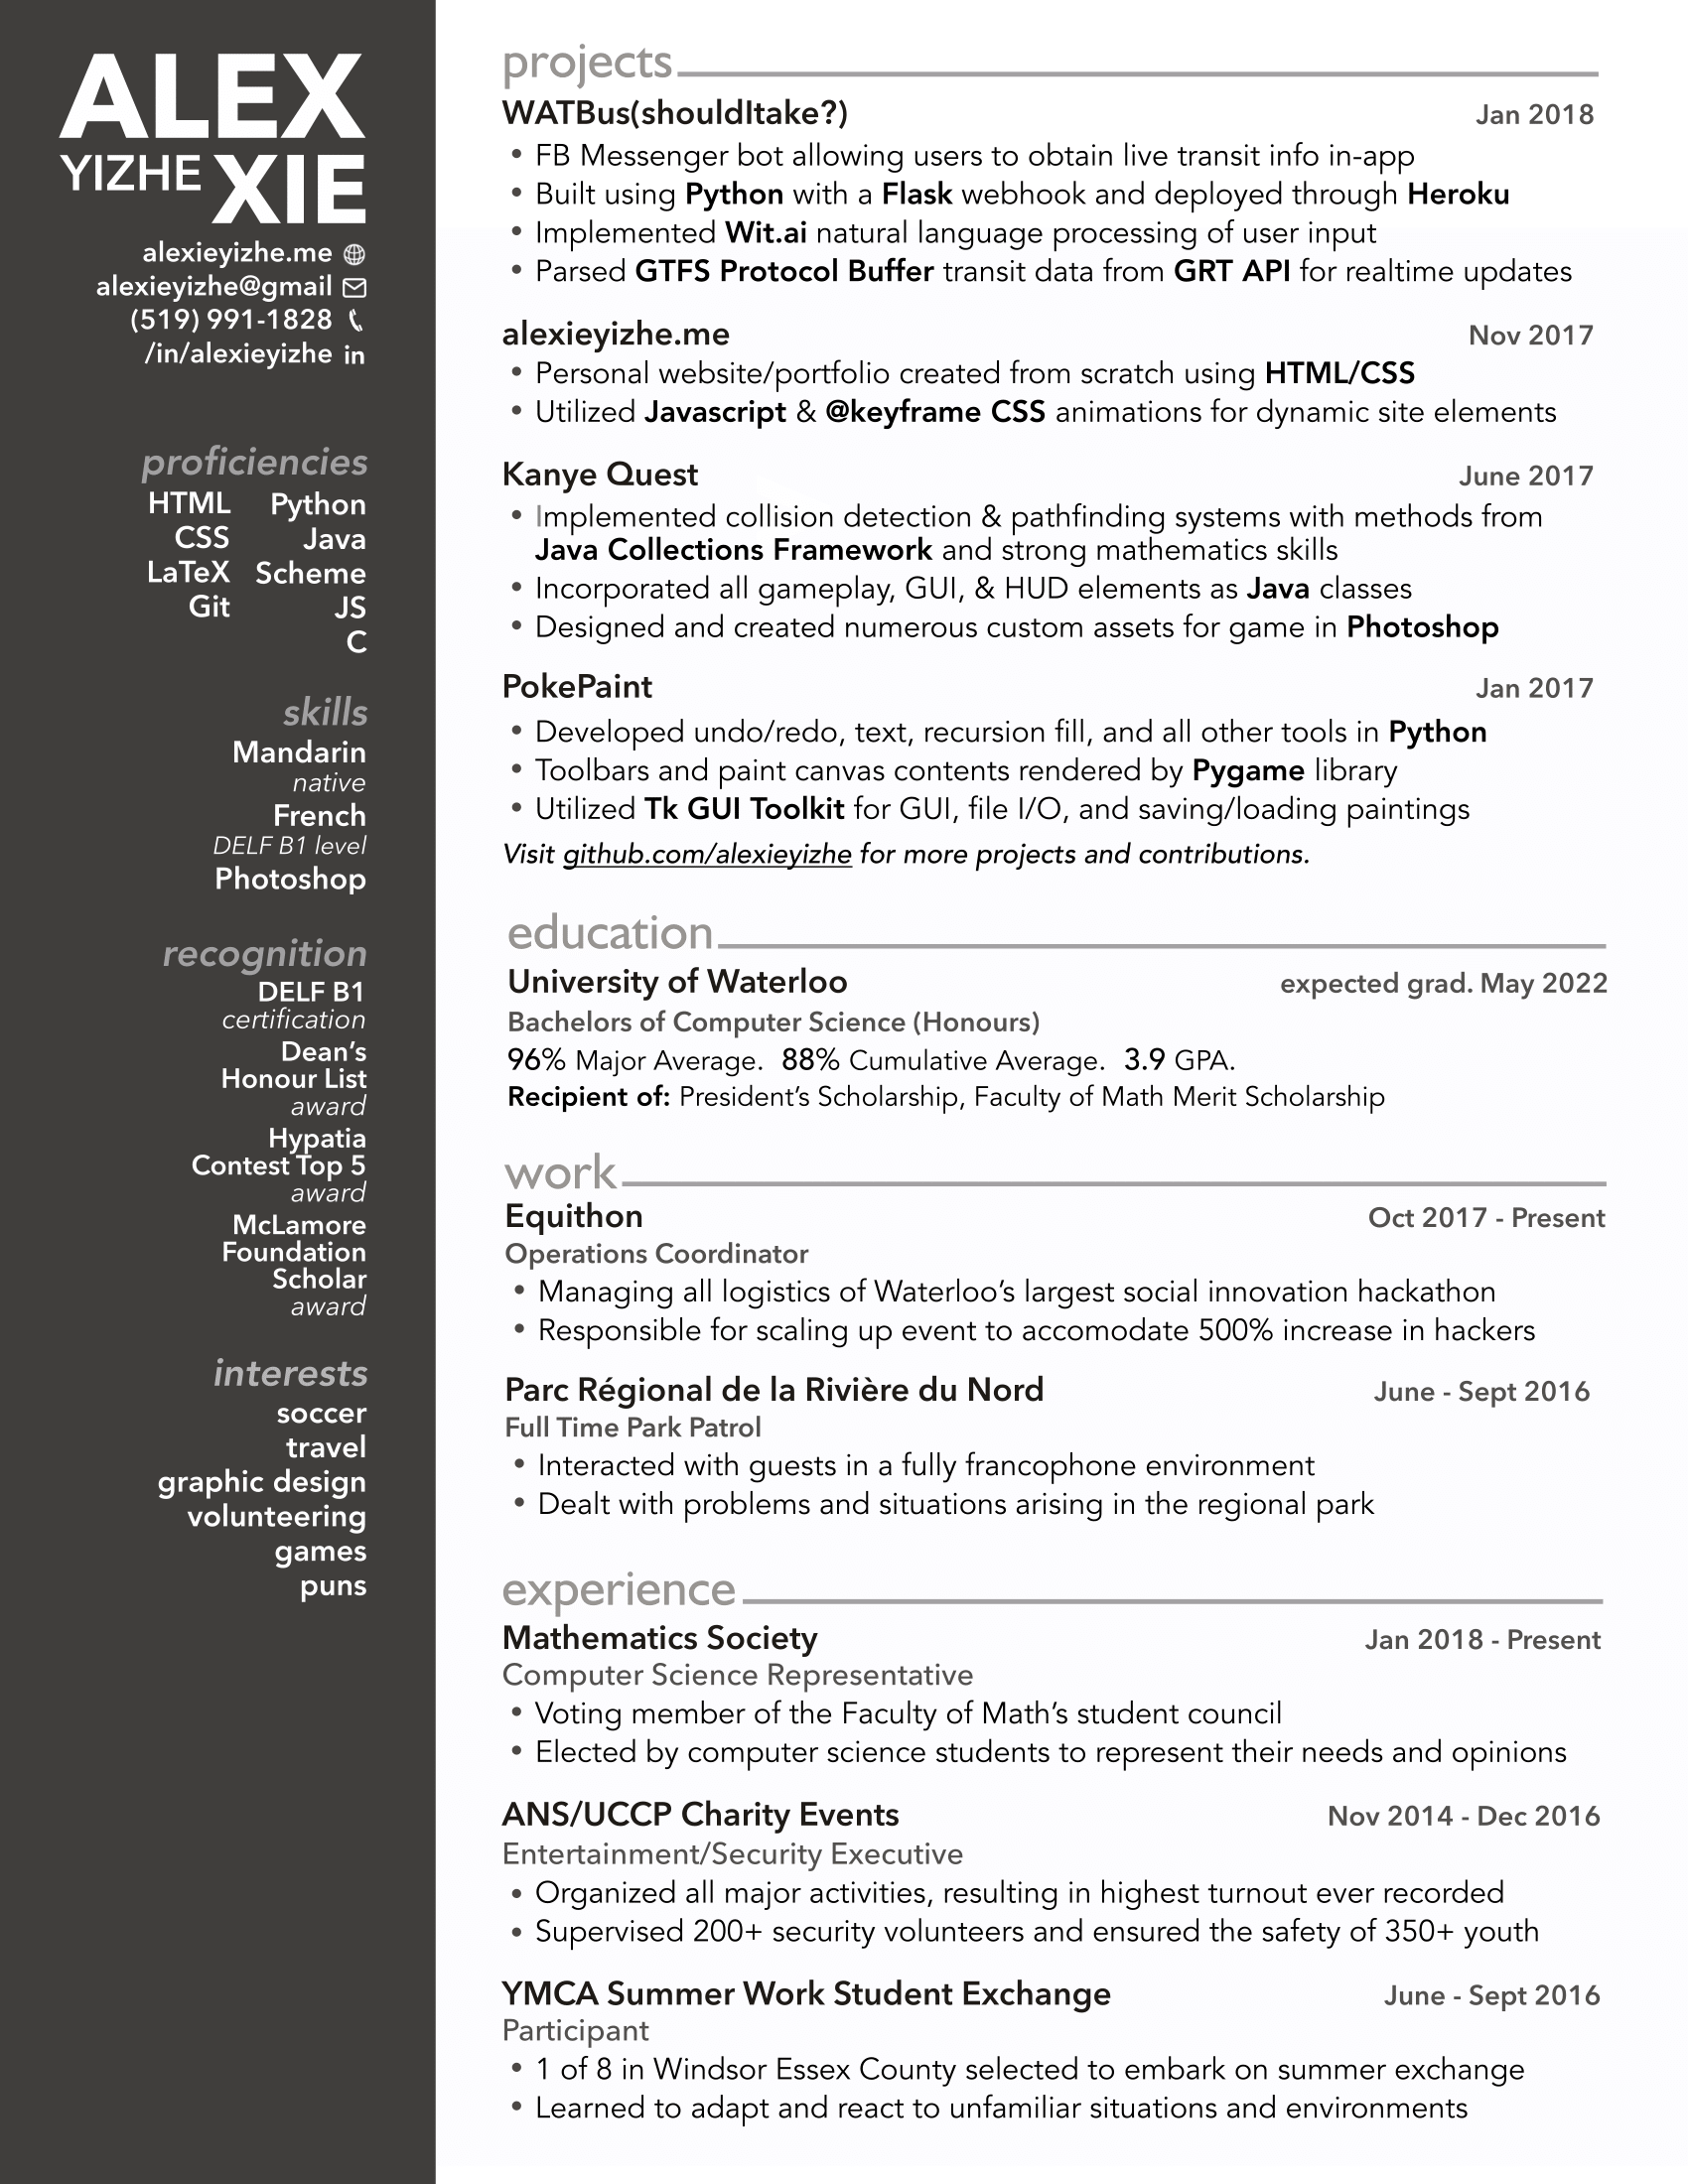 ALEX
YIZHE XIE
alexieyizhe.me
alexieyizhe@gmail
(519) 991-1828
/in/alexieyizhe in
proficiencies
HTML Python
CSS Java
LaTeX Scheme
Git JS
C
skills
Mandarin
native
French
DELF B1 level
Photoshop
recognition
DELF B1
certification
Dean’s
Honour List
award
Hypatia
Contest Top 5
award
McLamore
Foundation
Scholar
award
interests
soccer
travel
graphic design
volunteering
games
puns
projects
WATBus(shouldItake?) Jan 2018
• FB Messenger bot allowing users to obtain live transit info in-app
• Built using Python with a Flask webhook and deployed through Heroku
• Implemented Wit.ai natural language processing of user input
• Parsed GTFS Protocol Buffer transit data from GRT API for realtime updates
alexieyizhe.me Nov 2017
• Personal website/portfolio created from scratch using HTML/CSS
• Utilized Javascript & @keyframe CSS animations for dynamic site elements
Kanye Quest June 2017
• Implemented collision detection & pathfinding systems with methods from
Java Collections Framework and strong mathematics skills
• Incorporated all gameplay, GUI, & HUD elements as Java classes
• Designed and created numerous custom assets for game in Photoshop
PokePaint Jan 2017
• Developed undo/redo, text, recursion fill, and all other tools in Python
• Toolbars and paint canvas contents rendered by Pygame library
• Utilized Tk GUI Toolkit for GUI, file I/O, and saving/loading paintings
Visit github.com/alexieyizhe for more projects and contributions.
education
University of Waterloo expected grad. May 2022
Bachelors of Computer Science (Honours)
96% Major Average. 88% Cumulative Average. 3.9 GPA.
Recipient of: President’s Scholarship, Faculty of Math Merit Scholarship
work
Equithon Oct 2017 - Present
Operations Coordinator
• Managing all logistics of Waterloo’s largest social innovation hackathon
• Responsible for scaling up event to accomodate 500% increase in hackers
Parc Régional de la Rivière du Nord June - Sept 2016
Full Time Park Patrol
• Interacted with guests in a fully francophone environment
• Dealt with problems and situations arising in the regional park
experience
Mathematics Society Jan 2018 - Present
Computer Science Representative
• Voting member of the Faculty of Math’s student council
• Elected by computer science students to represent their needs and opinions
ANS/UCCP Charity Events Nov 2014 - Dec 2016
Entertainment/Security Executive
• Organized all major activities, resulting in highest turnout ever recorded
• Supervised 200+ security volunteers and ensured the safety of 350+ youth
YMCA Summer Work Student Exchange June - Sept 2016
Participant
• 1 of 8 in Windsor Essex County selected to embark on summer exchange
• Learned to adapt and react to unfamiliar situations and environments